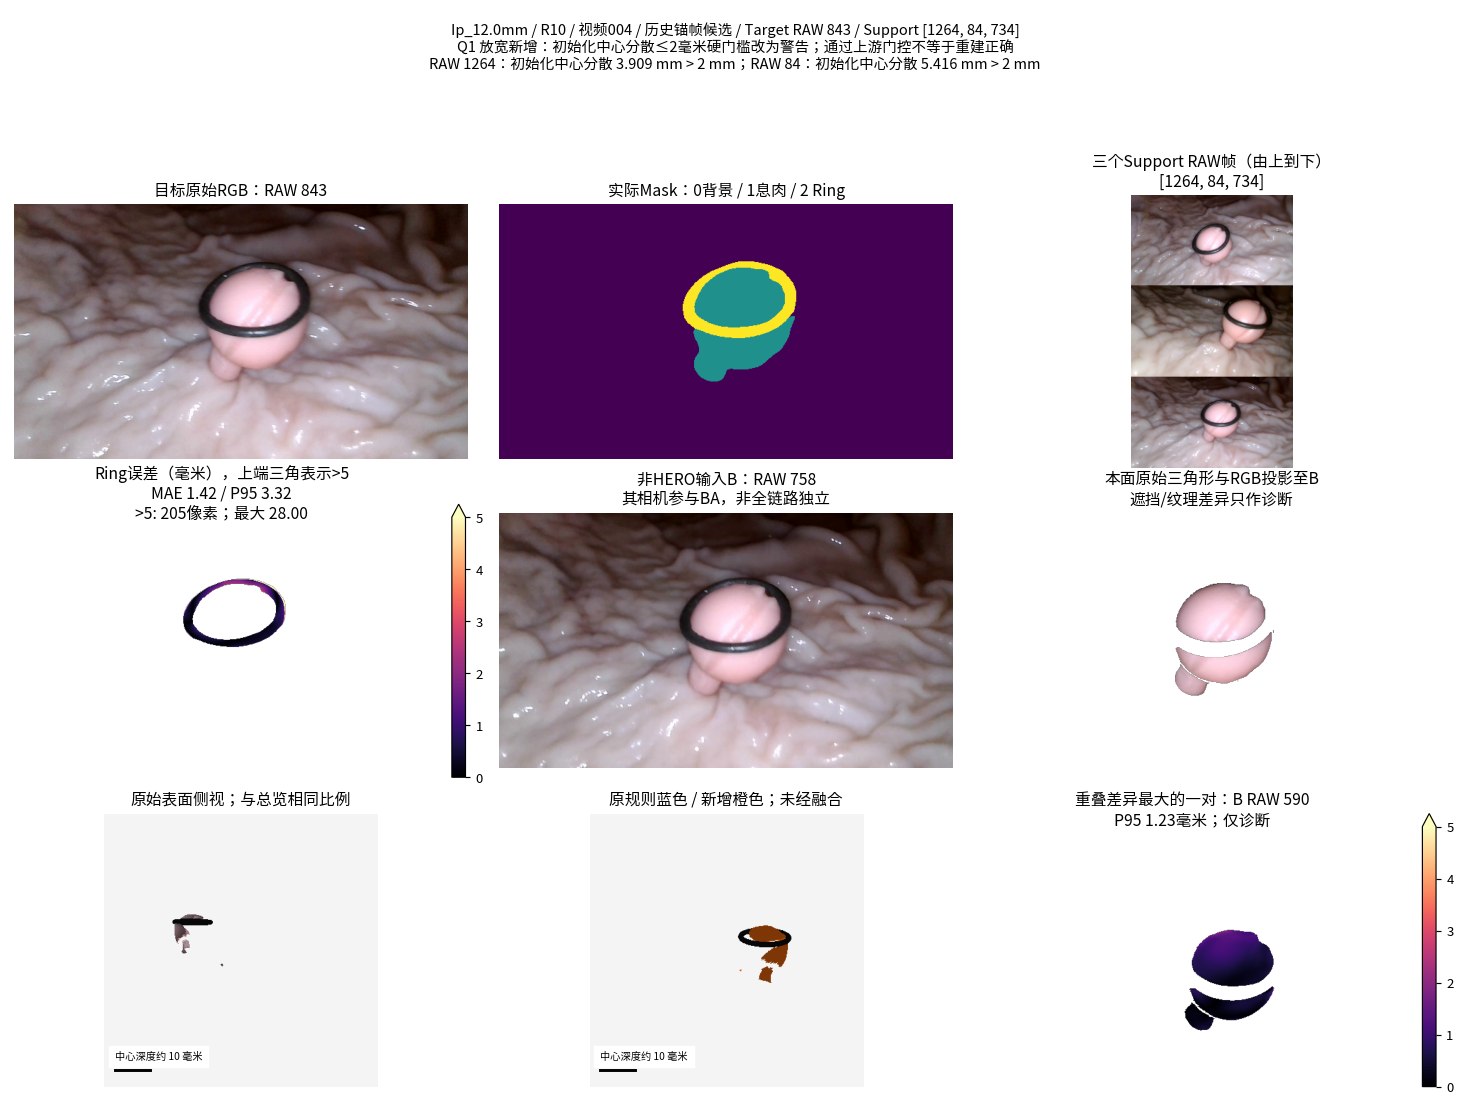 Ip_12.0mm / R10 / 视频004 / 历史锚帧候选 / Target RAW 843 / Support [1264, 84, 734]
Q1 放宽新增：初始化中心分散≤2毫米硬门槛改为警告；通过上游门控不等于重建正确
RAW 1264：初始化中心分散 3.909 mm > 2 mm；RAW 84：初始化中心分散 5.416 mm > 2 mm
目标原始RGB：RAW 843
实际Mask：0背景 / 1息肉 / 2 Ring
三个Support RAW帧（由上到下）
[1264, 84, 734]
Ring误差（毫米），上端三角表示>5
MAE 1.42 / P95 3.32
>5: 205像素；最大 28.00
5
4
3
2
1
0
非HERO输入B：RAW 758
其相机参与BA，非全链路独立
本面原始三角形与RGB投影至B
遮挡/纹理差异只作诊断
原始表面侧视；与总览相同比例
中心深度约 10 毫米
原规则蓝色 / 新增橙色；未经融合
中心深度约 10 毫米
重叠差异最大的一对：B RAW 590
P95 1.23毫米；仅诊断
5
4
3
2
1
0